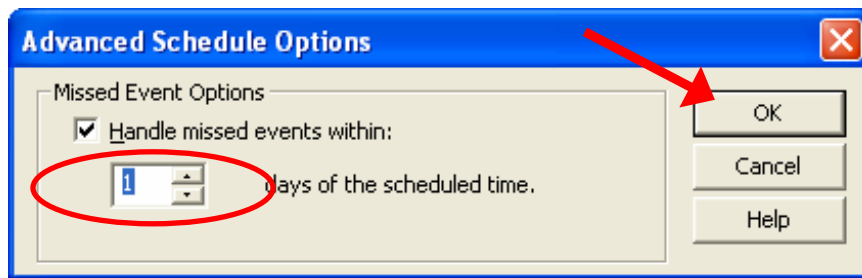 Advanced Schedule Options
Missed Event Options
Handle missed events within:
1 days of the scheduled time.
OK
Cancel
Help